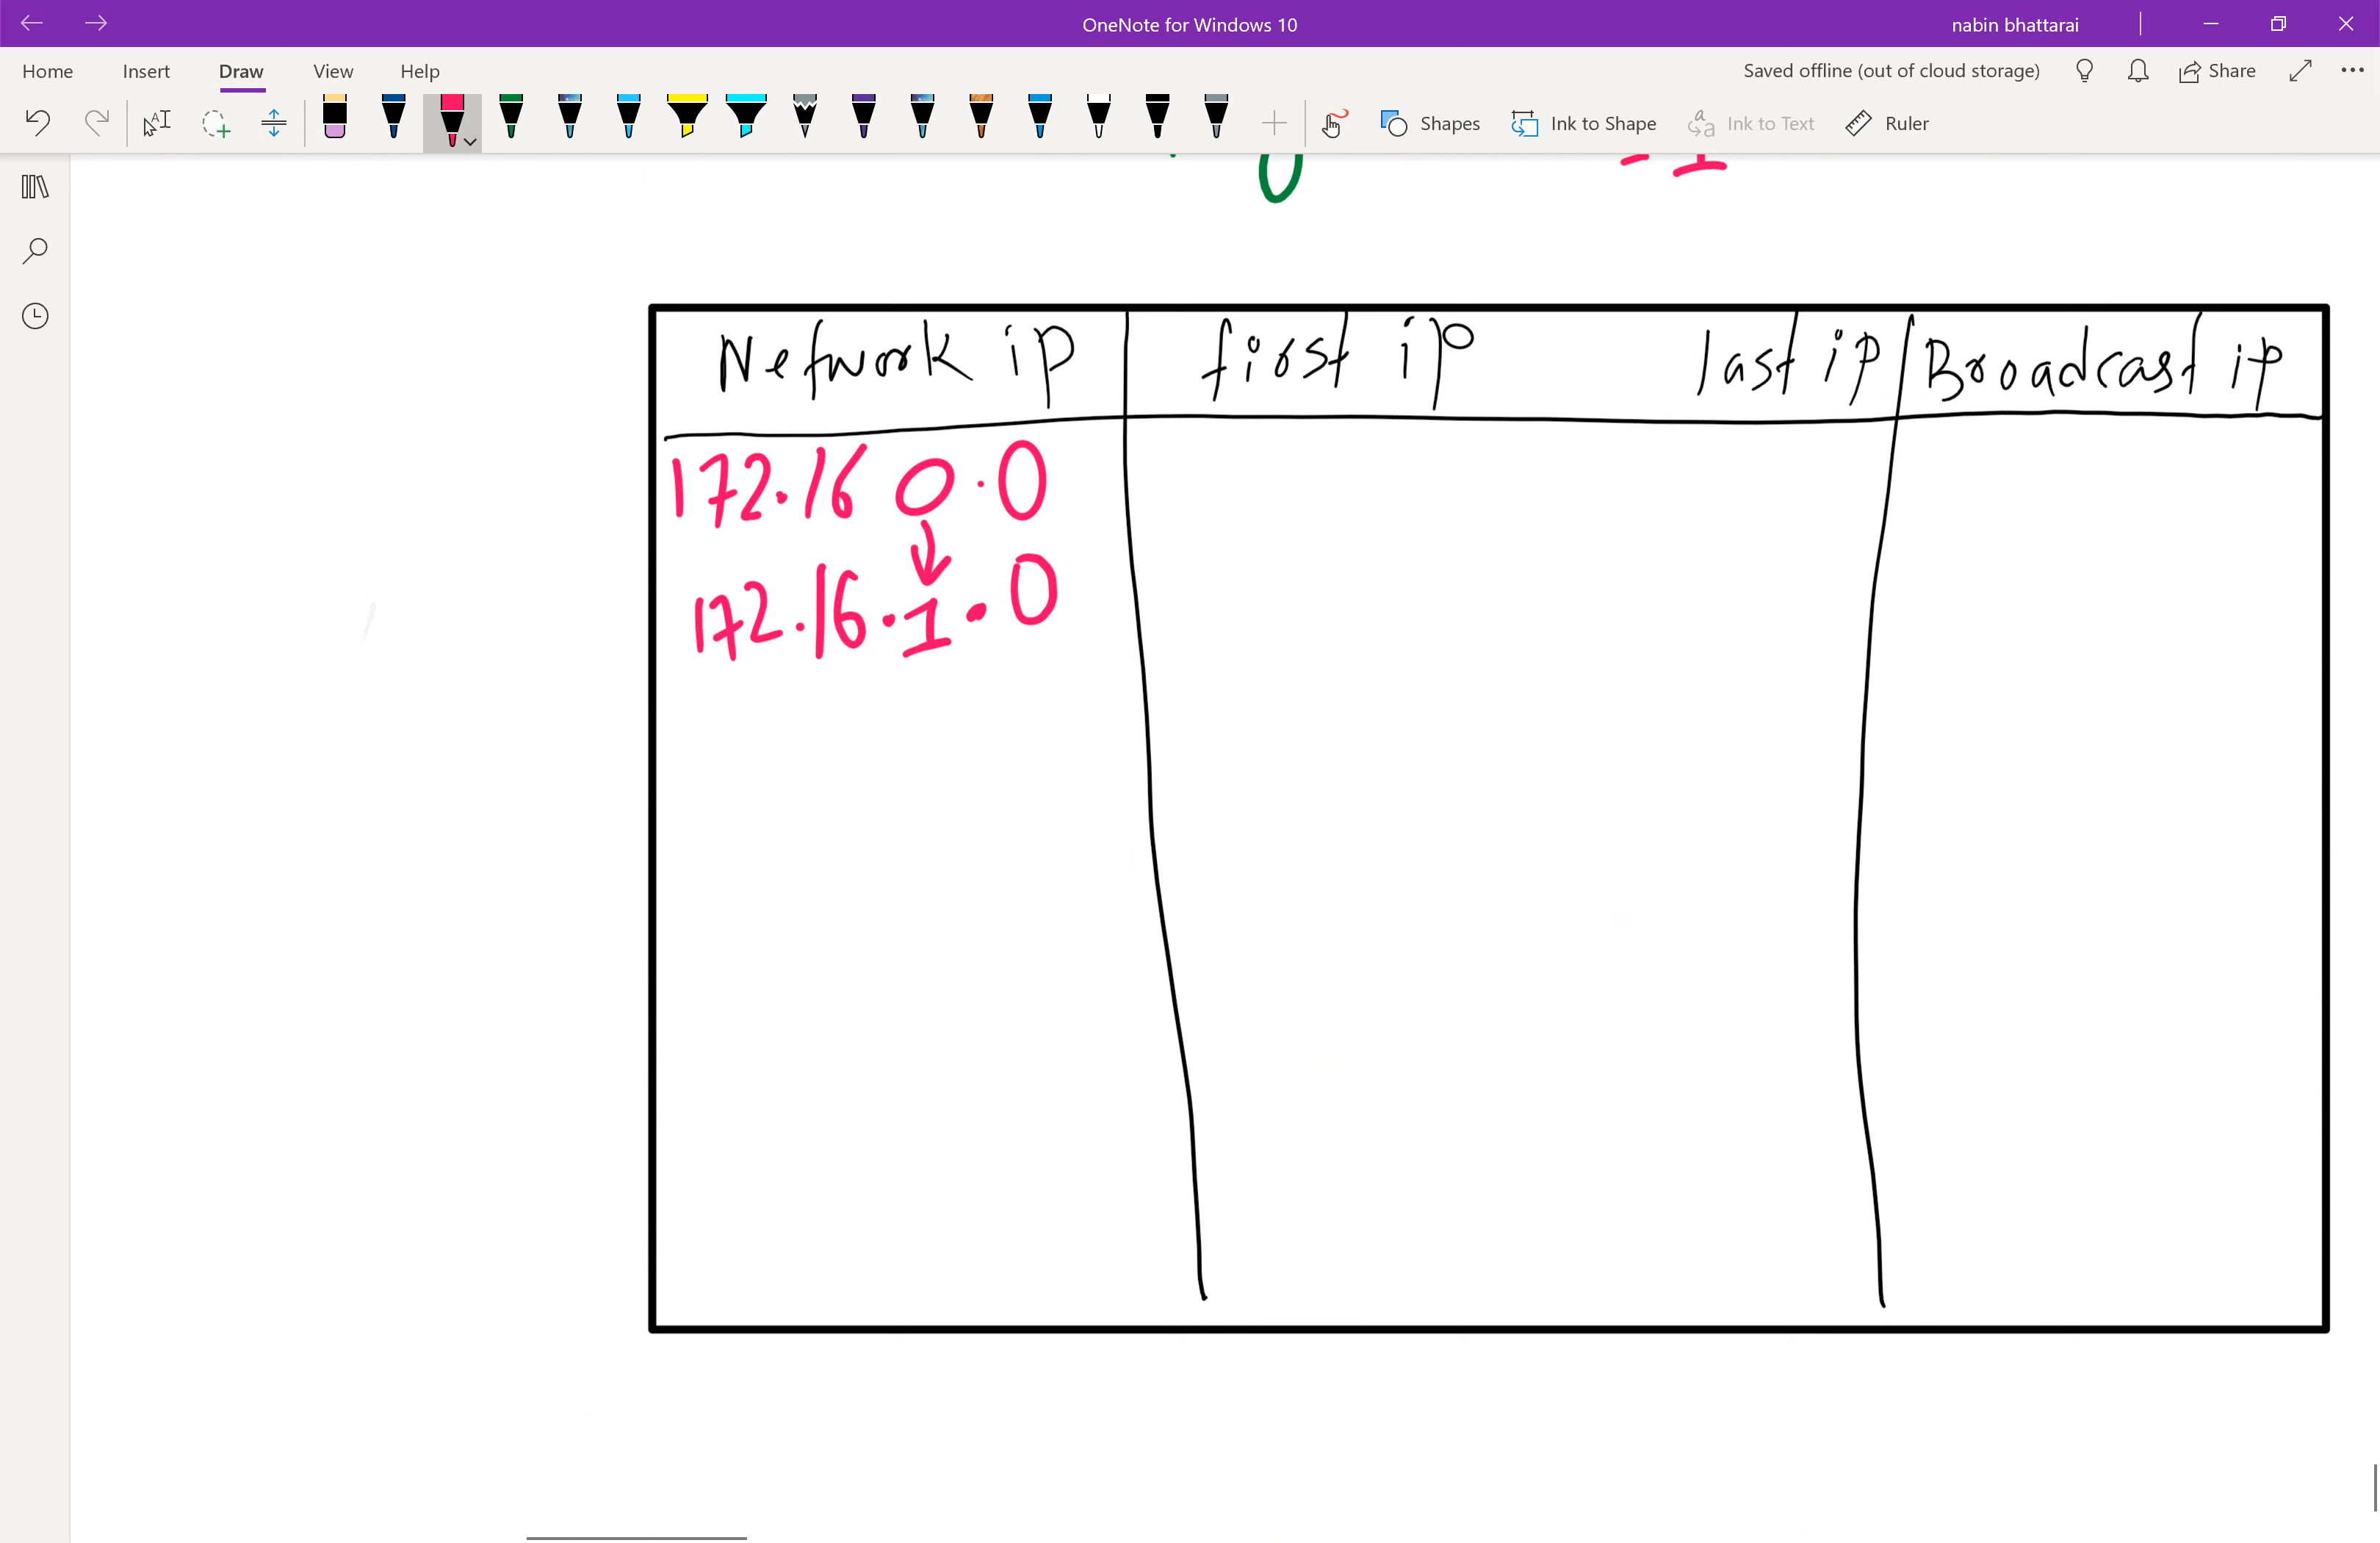 OneNote for Windows 10
nabin bhattarai
Home Insert Draw View Help
Saved offline (out of cloud storage)
Share
Shapes
Ink to Shape
Ink to Text
Ruler
0 = 1
Network ip first ip last ip Broadcast ip
172.16 0.0
172.16.1.0